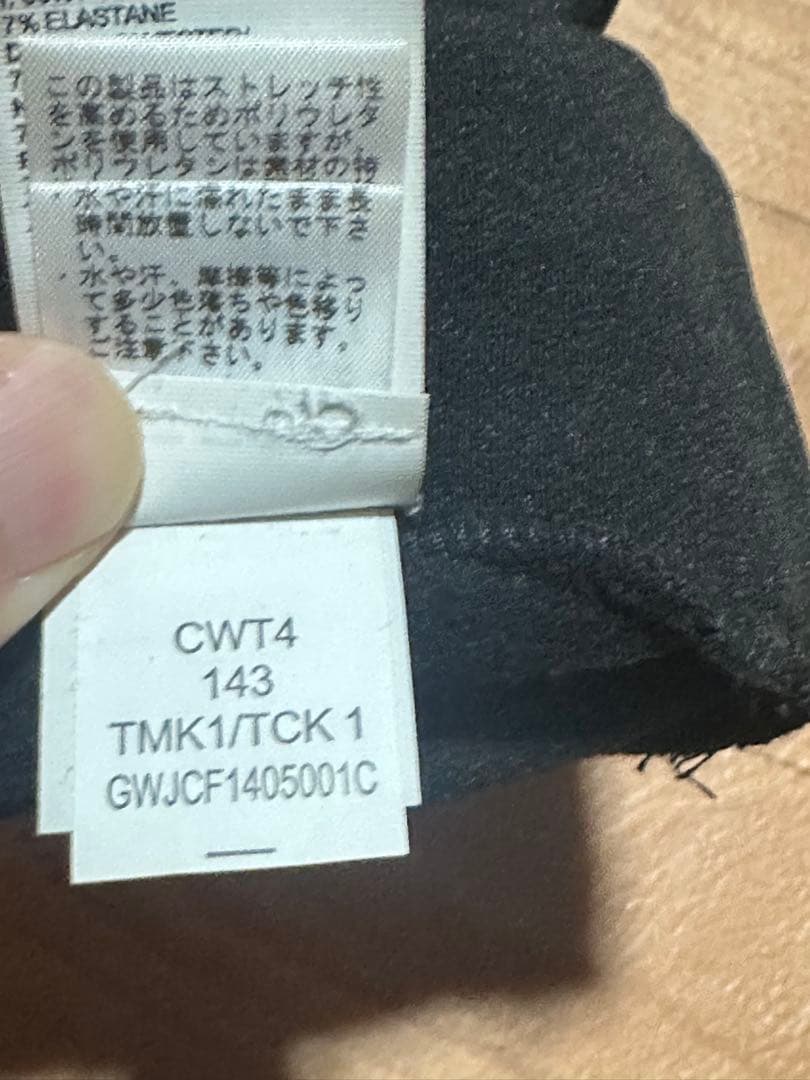 7% ELASTANE
この製品はストレッチ性
を高めるためポリウレタ
ンを使用していますが、
ポリウレタンは素材の特
水や汗に濡れたまま長
時間放置しないで下さ
い。
水や汗、摩擦等によっ
て多少色落ちや色移り
することがあります。
ご注意下さい。
CWT4
143
TMK1/TCK 1
GWJCF1405001C